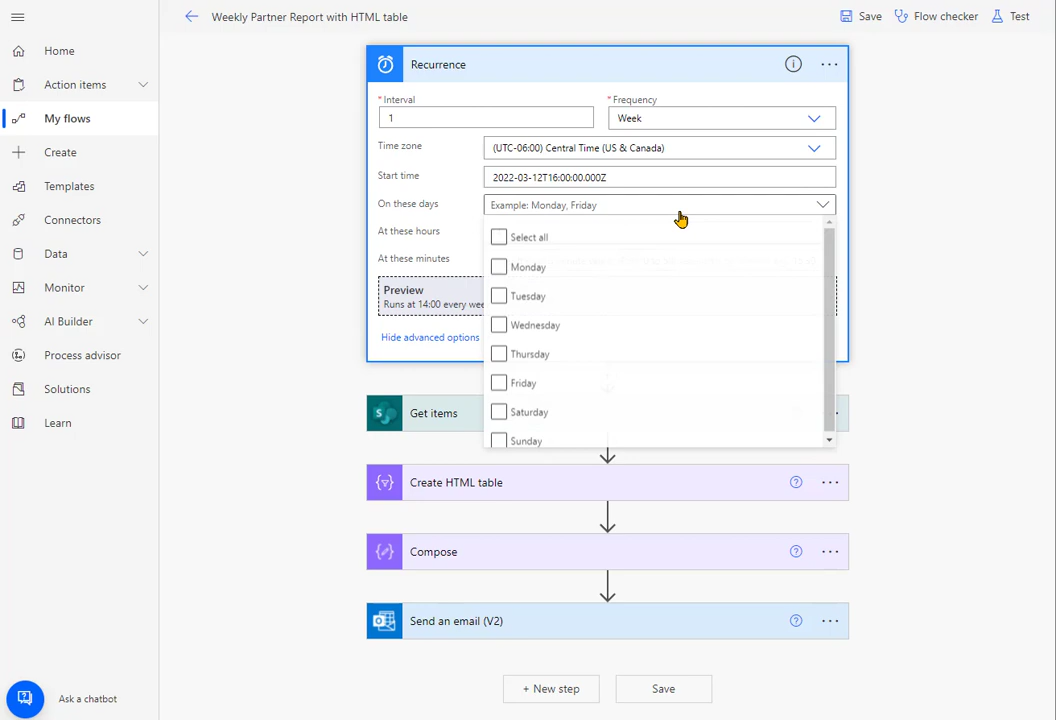 Weekly Partner Report with HTML table
Save
Flow checker
Test
Home
Action items
My flows
Create
Templates
Connectors
Data
Monitor
AI Builder
Process advisor
Solutions
Learn
Ask a chatbot
Recurrence
* Interval
* Frequency
1
Week
Time zone
(UTC-06:00) Central Time (US & Canada)
Start time
2022-03-12T16:00:00.000Z
On these days
Example: Monday, Friday
At these hours
At these minutes
Select all
Monday
Tuesday
Wednesday
Thursday
Friday
Saturday
Sunday
Preview
Runs at 14:00 every wee
Hide advanced options
Get items
Create HTML table
Compose
Send an email (V2)
+ New step
Save